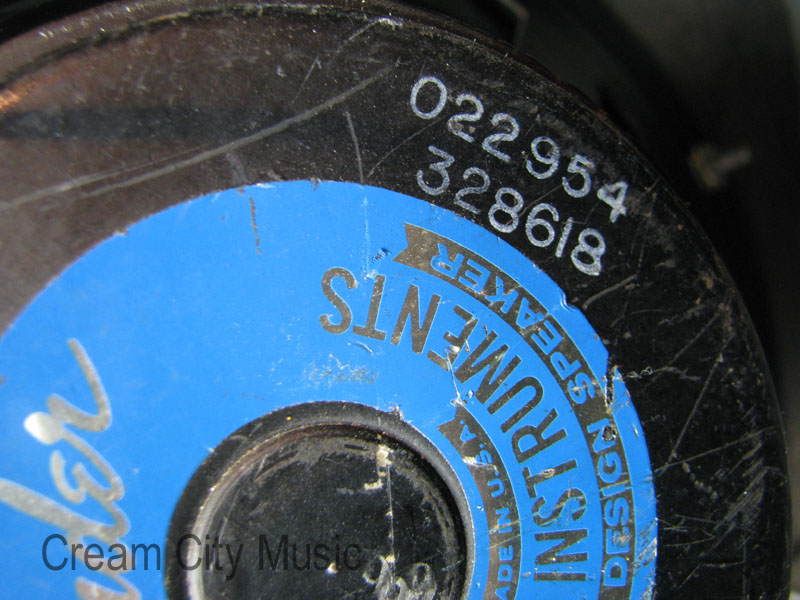 022954
328618
DESIGN SPEAKER
INSTRUMENTS
MADE IN U.S.A.
Cream City Music